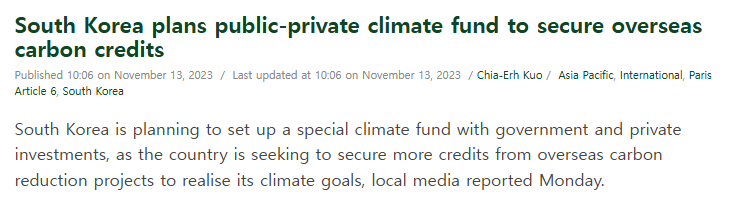 South Korea plans public-private climate fund to secure overseas
carbon credits
Published 10:06 on November 13, 2023 / Last updated at 10:06 on November 13, 2023 / Chia-Erh Kuo / Asia Pacific, International, Paris
Article 6, South Korea
South Korea is planning to set up a special climate fund with government and private
investments, as the country is seeking to secure more credits from overseas carbon
reduction projects to realise its climate goals, local media reported Monday.